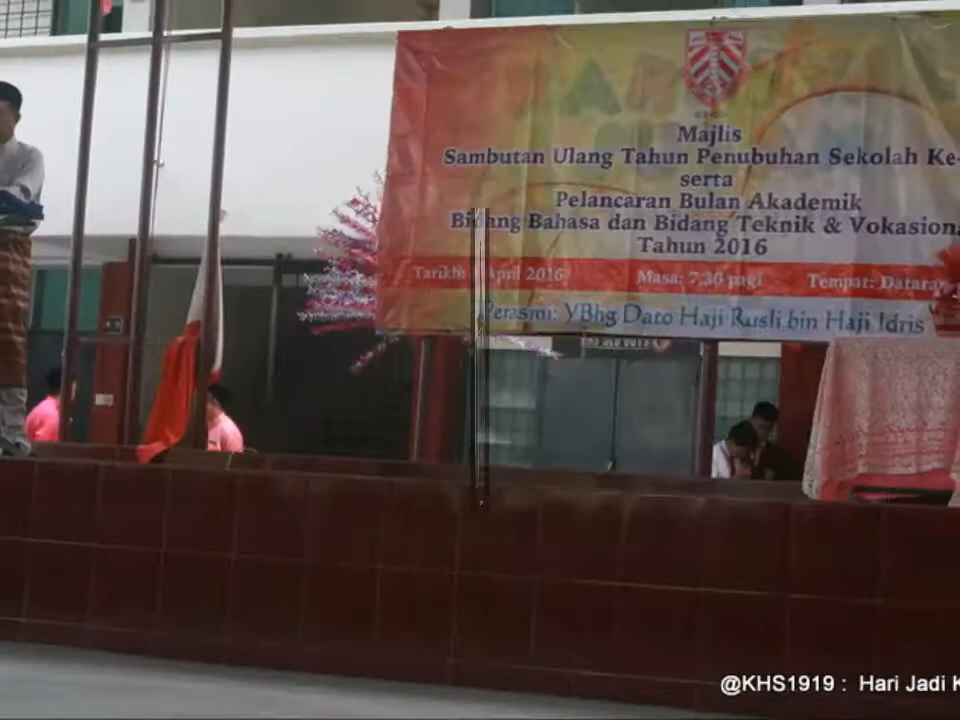 Majlis
Sambutan Ulang Tahun Penubuhan Sekolah Ke-
serta
Pelancaran Bulan Akademik
Bidang Bahasa dan Bidang Teknik & Vokasional
Tahun 2016
Tarikh: April 2016 Masa: 7.30 pagi Tempat: Dataran
Perasmi: YBhg Dato Haji Rusli bin Haji Idris
@KHS1919 : Hari Jadi K